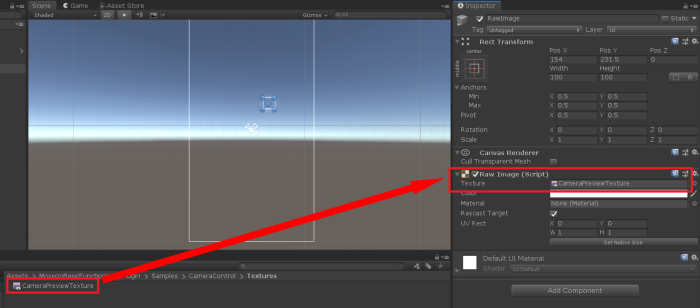 Scene Game Asset Store
Shaded 2D Gizmos All
Assets Samples CameraControl Textures
CameraPreviewTexture
Inspector
RawImage Static
Tag Untagged Layer UI
Rect Transform
center
middle
Pos X Pos Y Pos Z
154 231.5 0
Width Height
100 100
R
Anchors
Min X 0.5 Y 0.5
Max X 0.5 Y 0.5
Pivot X 0.5 Y 0.5
Rotation X 0 Y 0 Z 0
Scale X 1 Y 1 Z 1
Canvas Renderer
Cull Transparent Mesh
Raw Image (Script)
Texture CameraPreviewTexture
Color
Material None (Material)
Raycast Target
UV Rect X 0 Y 0
W 1 H 1
Set Native Size
Default UI Material
Shader UI/Default
Add Component